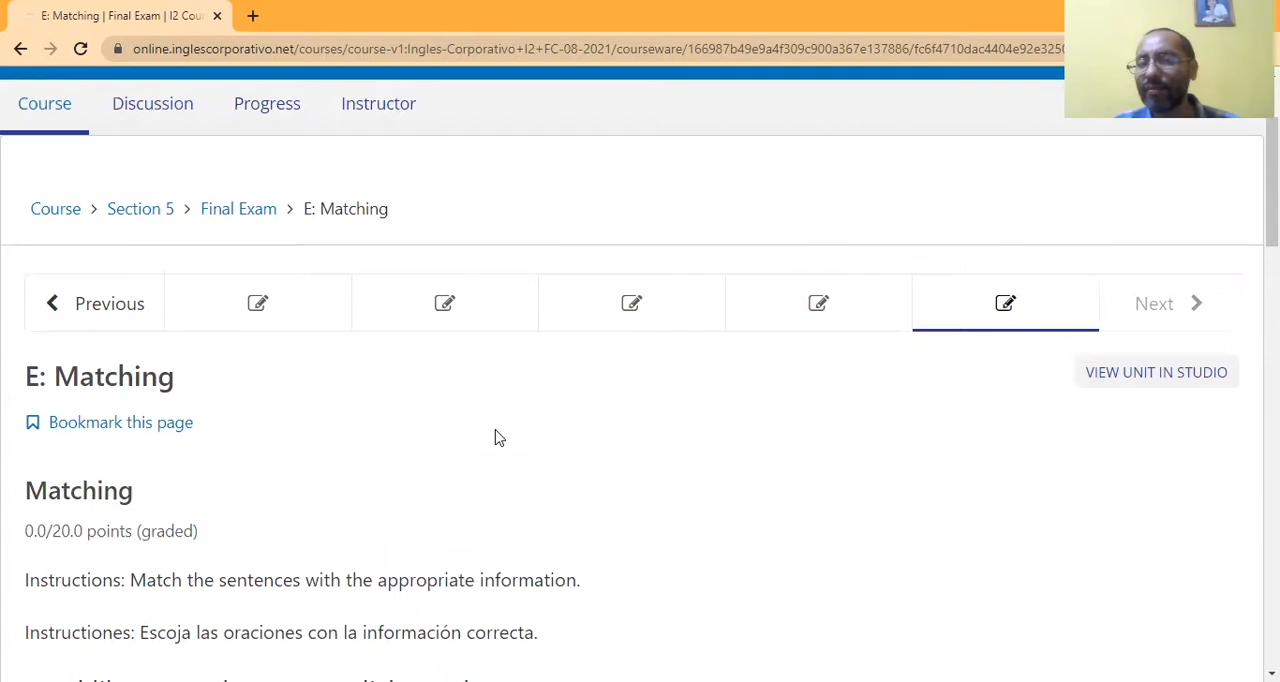 E: Matching | Final Exam | I2 Cou
online.inglescorporativo.net/courses/course-v1:Ingles-Corporativo+I2+FC-08-2021/courseware/166987b49e9a4f309c900a367e137886/fc6f4710dac4404e92e3250
Course Discussion Progress Instructor
Course > Section 5 > Final Exam > E: Matching
Previous Next
E: Matching
VIEW UNIT IN STUDIO
Bookmark this page
Matching
0.0/20.0 points (graded)
Instructions: Match the sentences with the appropriate information.
Instructiones: Escoja las oraciones con la información correcta.